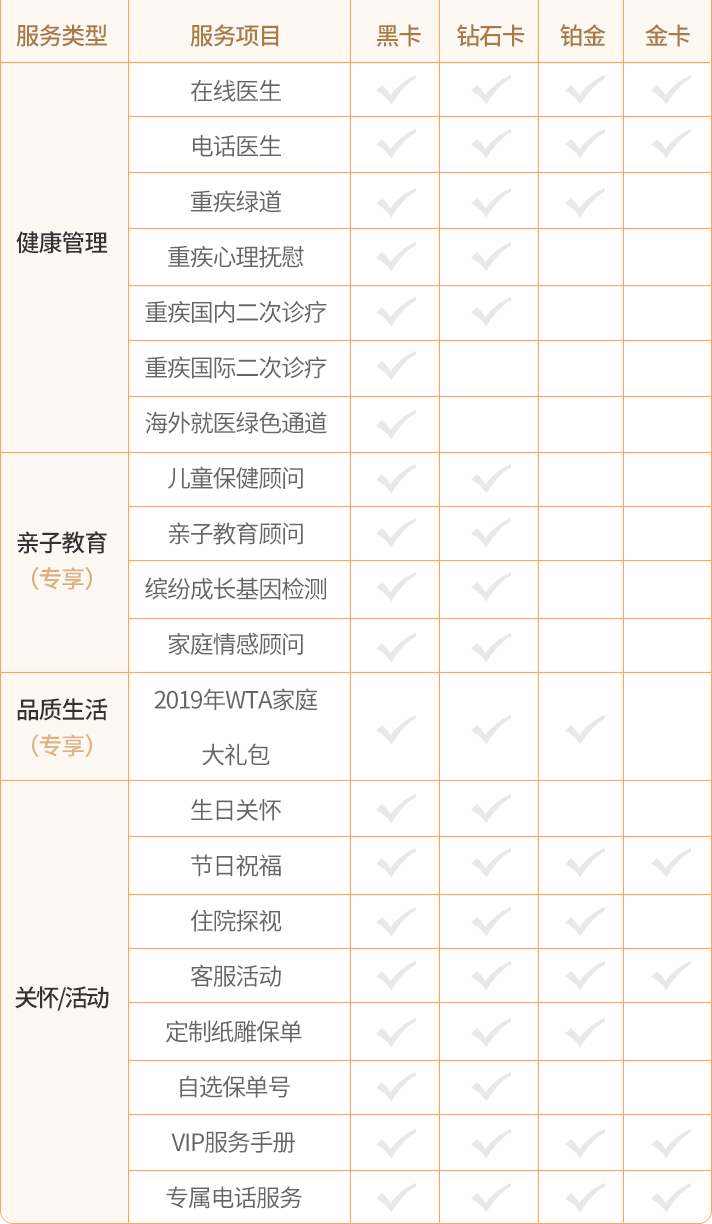 服务类型 服务项目 黑卡 钻石卡 铂金 金卡
健康管理
在线医生
电话医生
重疾绿道
重疾心理抚慰
重疾国内二次诊疗
重疾国际二次诊疗
海外就医绿色通道
亲子教育
（专享）
儿童保健顾问
亲子教育顾问
缤纷成长基因检测
家庭情感顾问
品质生活
（专享）
2019年WTA家庭
大礼包
关怀/活动
生日关怀
节日祝福
住院探视
客服活动
定制纸雕保单
自选保单号
VIP服务手册
专属电话服务